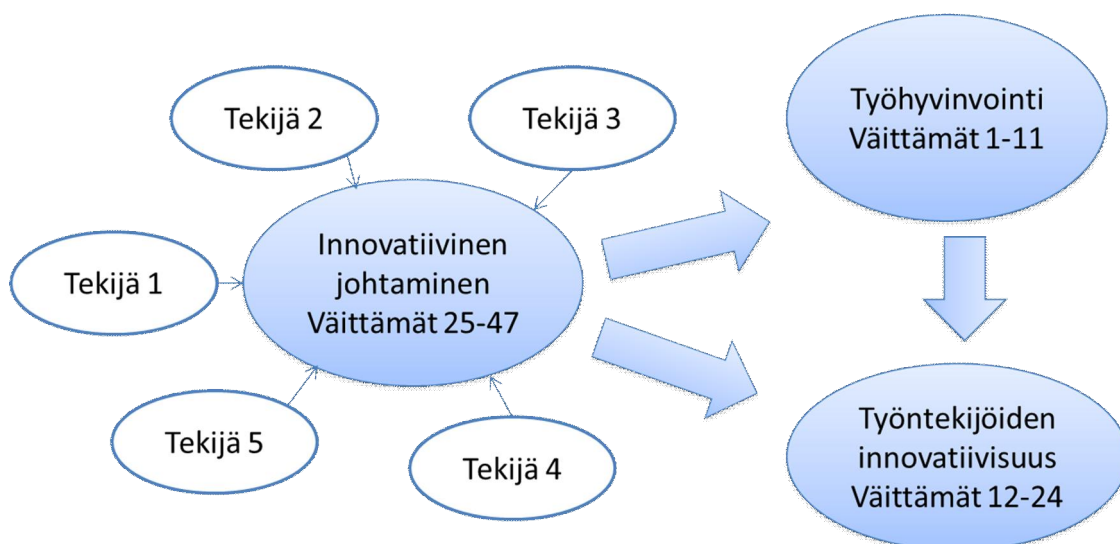 Tekijä 2
Tekijä 3
Työhyvinvointi
Väittämät 1-11
Tekijä 1
Innovatiivinen
johtaminen
Väittämät 25-47
Tekijä 5
Tekijä 4
Työntekijöiden
innovatiivisuus
Väittämät 12-24